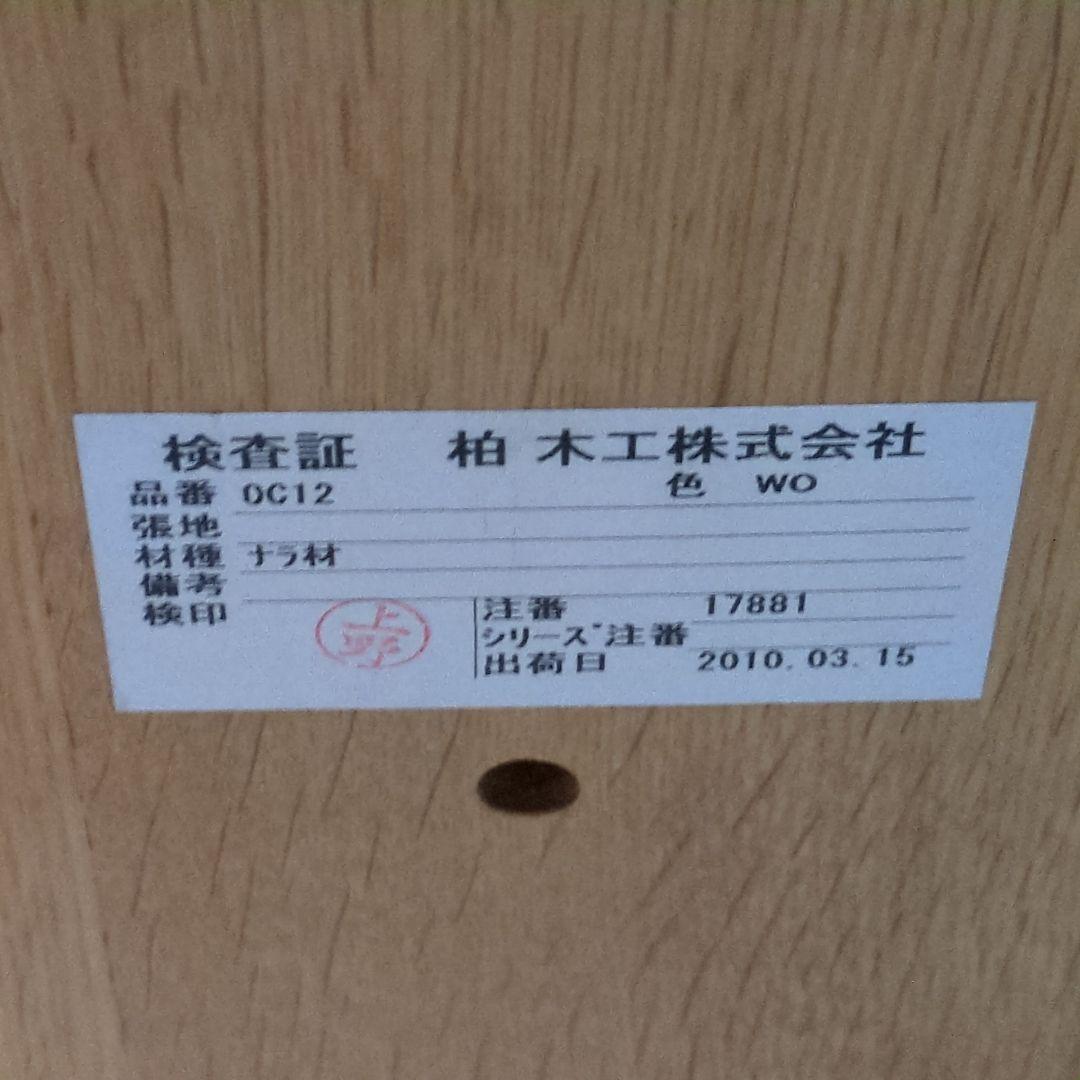 検査証 柏木工株式会社
品番 OC12 色 WO
張地
材種 ナラ材
備考
検印 上野 注番 17881
シリーズ注番
出荷日 2010.03.15